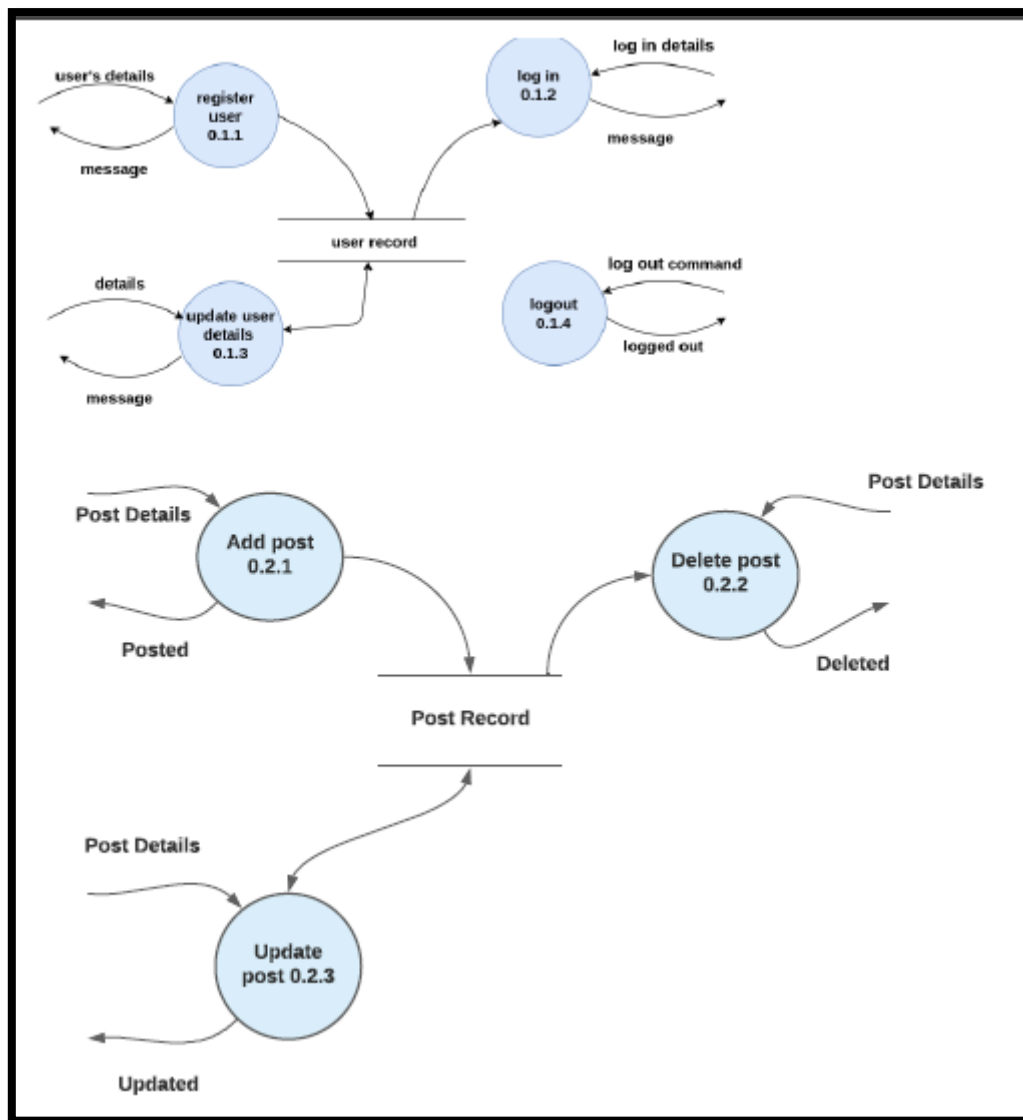 user's details
register
user
0.1.1
message
log in details
log in
0.1.2
message
user record
details
update user
details
0.1.3
message
log out command
logout
0.1.4
logged out
Post Details
Add post
0.2.1
Posted
Post Details
Delete post
0.2.2
Deleted
Post Record
Post Details
Update
post 0.2.3
Updated